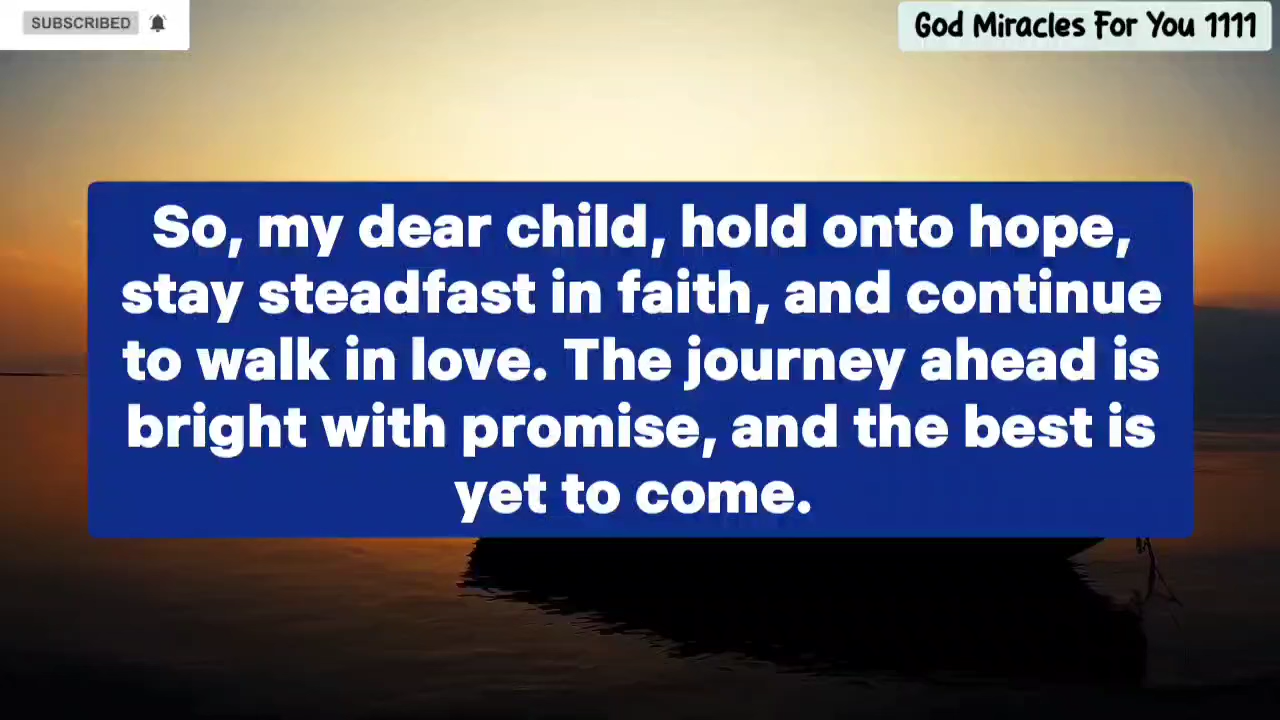 SUBSCRIBED
God Miracles For You 1111
So, my dear child, hold onto hope,
stay steadfast in faith, and continue
to walk in love. The journey ahead is
bright with promise, and the best is
yet to come.